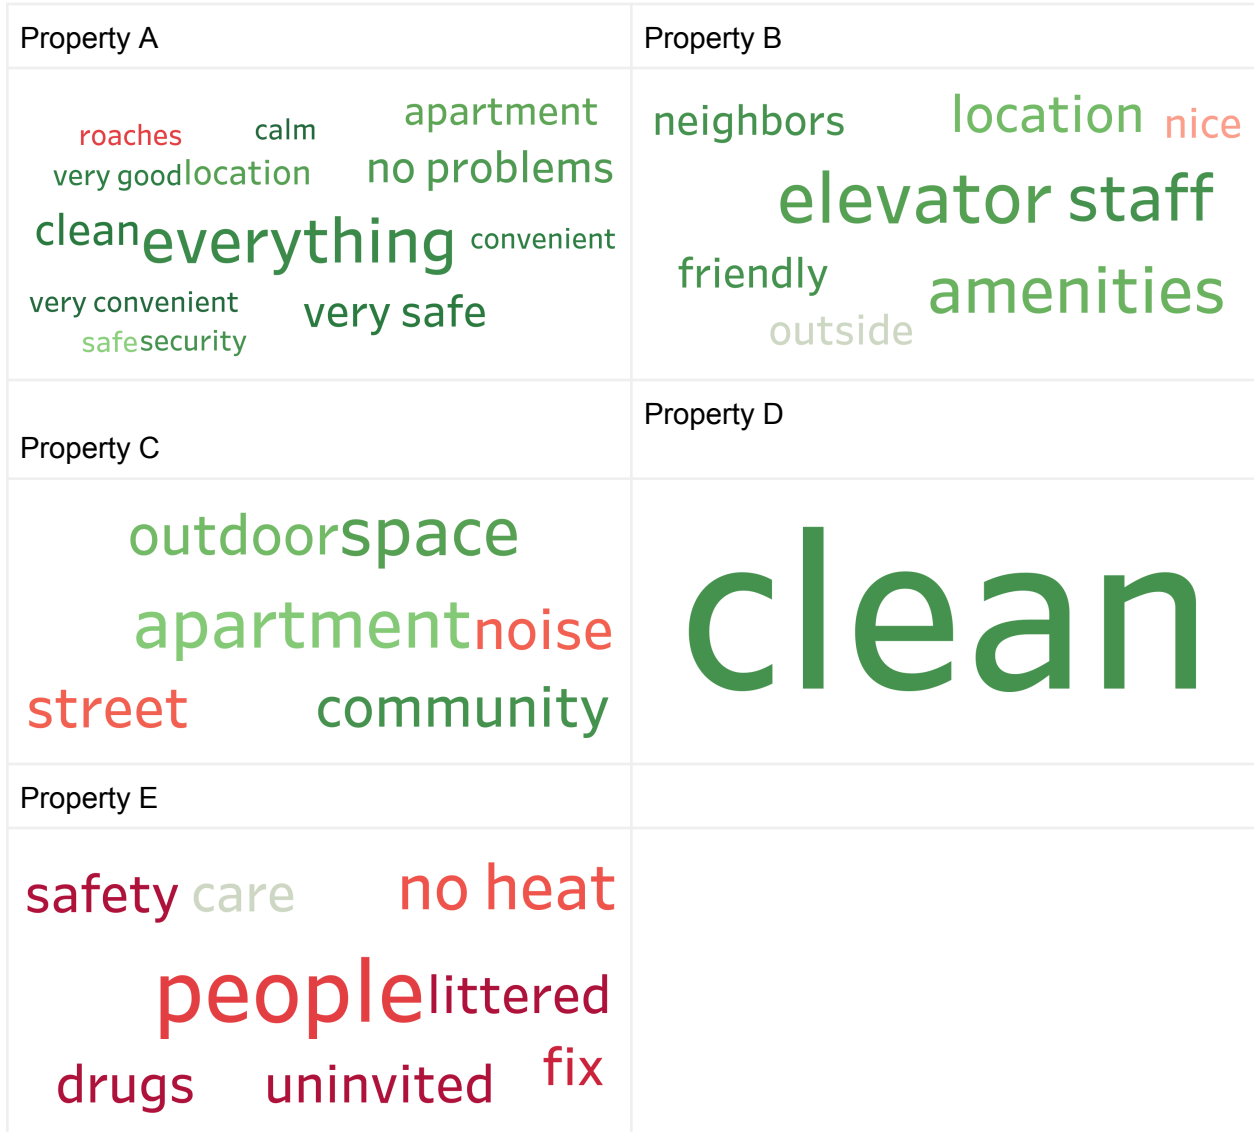 Property A
Property B
roaches calm apartment
very good location no problems
clean everything convenient
very convenient very safe
safe security
neighbors location nice
elevator staff
friendly amenities
outside
Property C
Property D
outdoor space
apartment noise
street community
clean
Property E
safety care no heat
people littered
drugs uninvited fix